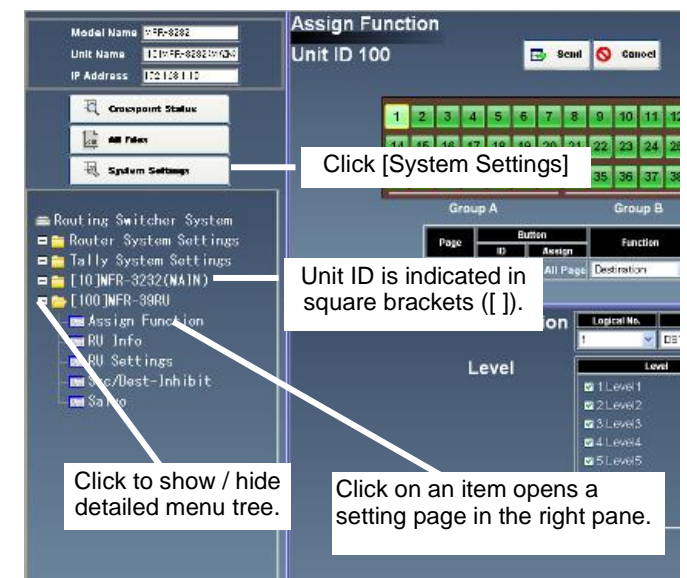 Model Name
Unit Name
IP Address
Crosspoint Status
All Files
System Settings
Routing Switcher System
Router System Settings
Tally System Settings
[10]MFR-3232(MAIN)
[100]MFR-39RU
Assign Function
RU Info
RU Settings
Src/Dest-Inhibit
Salvo
Click to show / hide
detailed menu tree.
Assign Function
Unit ID 100
Send
Cancel
1 2 3 4 5 6 7 8 9 10 11 12
14 15 16 17 18 19 20 21 22 23 24 25
35 36 37 38
Click [System Settings]
Group A
Group B
Page
Button
ID
Assign
Function
All Page
Destination
Unit ID is indicated in
square brackets ([ ]).
Logical No.
1
Level
Level
1:Level1
2:Level2
3:Level3
4:Level4
5:Level5
Click on an item opens a
setting page in the right pane.